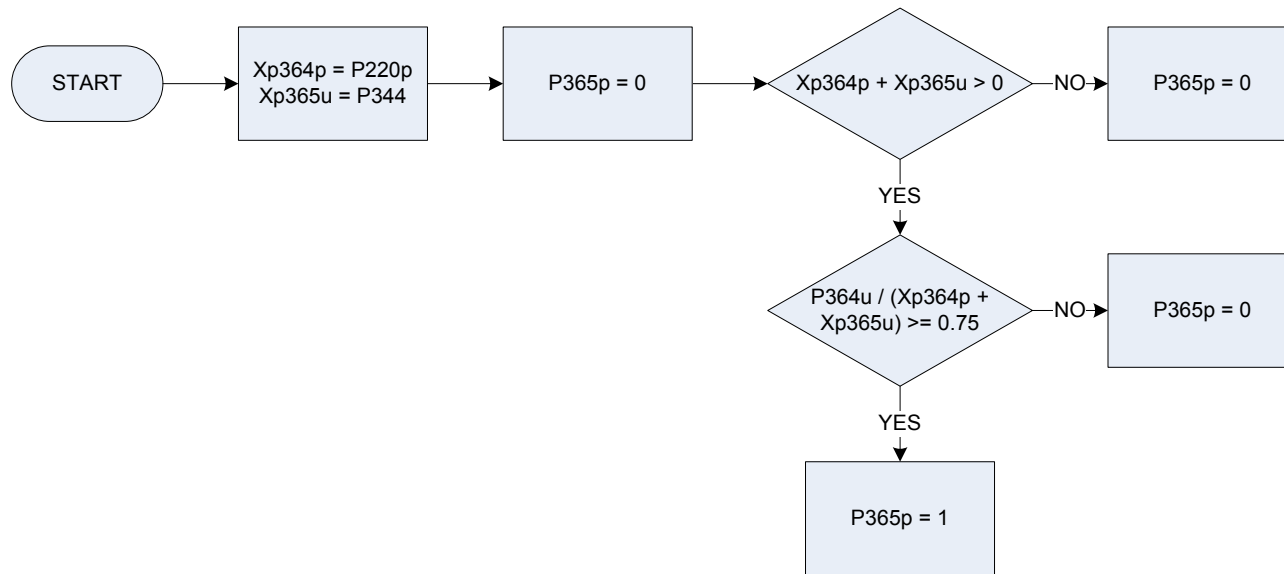 START
Xp364p = P220p
Xp365u = P344
P365p = 0
Xp364p + Xp365u > 0
NO
P365p = 0
YES
P364u / (Xp364p +
Xp365u) >= 0.75
NO
P365p = 0
YES
P365p = 1